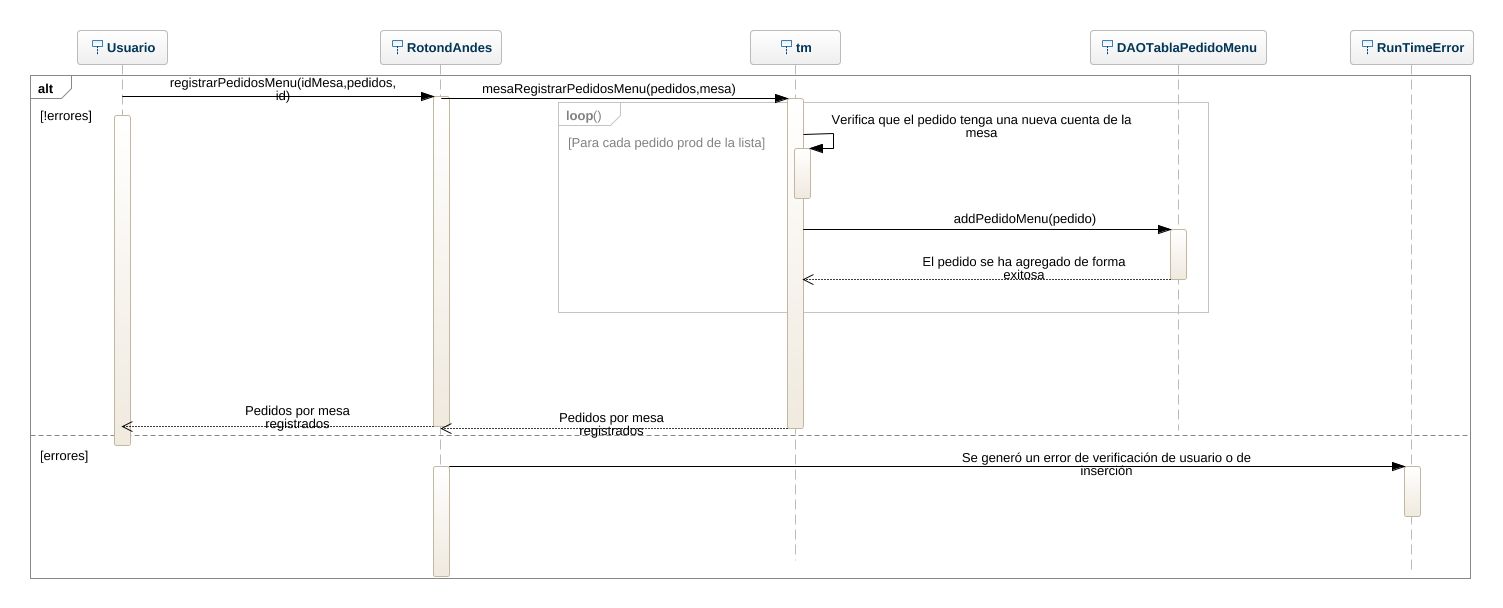 Usuario
RotondAndes
tm
DAOTablaPedidoMenu
RunTimeError
alt
registrarPedidosMenu(idMesa,pedidos,
id)
mesaRegistrarPedidosMenu(pedidos,mesa)
[!errores]
loop()
Verifica que el pedido tenga una nueva cuenta de la
mesa
[Para cada pedido prod de la lista]
addPedidoMenu(pedido)
El pedido se ha agregado de forma
exitosa
Pedidos por mesa
registrados
Pedidos por mesa
registrados
[errores]
Se generó un error de verificación de usuario o de
inserción